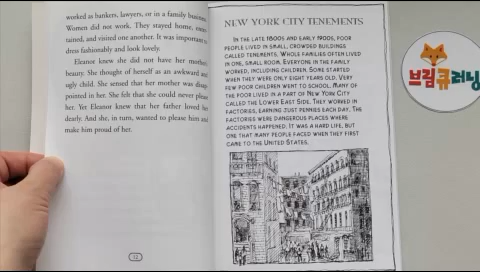 worked as bankers, lawyers, or in a family business.
Women did not work. They stayed home,
tained, and visited one another. It was important to
dress fashionably and look lovely.
Eleanor knew she did not have her mother's
beauty. She thought of herself as an awkward and
ugly child. She sensed that her mother was disap-
pointed in her. She felt that she could never please
her. Yet Eleanor knew that her father loved her
dearly. And she, in turn, wanted to please him and
make him proud of her.
NEW YORK CITY TENEMENTS
IN THE LATE 1800S AND EARLY 1900S, POOR
PEOPLE LIVED IN SMALL, CROWDED BUILDINGS
CALLED TENEMENTS. WHOLE FAMILIES OFTEN LIVED
IN ONE, SMALL ROOM. EVERYONE IN THE FAMILY
WORKED, INCLUDING CHILDREN. SOME STARTED
WHEN THEY WERE ONLY EIGHT YEARS OLD. VERY
FEW POOR CHILDREN WENT TO SCHOOL. MANY OF
THE POOR LIVED IN A PART OF NEW YORK CITY
CALLED THE LOWER EAST SIDE. THEY WORKED IN
FACTORIES, EARNING JUST PENNIES EACH DAY. THE
FACTORIES WERE DANGEROUS PLACES WHERE
ACCIDENTS HAPPENED. IT WAS A HARD LIFE, BUT
ONE THAT MANY PEOPLE FACED WHEN THEY FIRST
CAME TO THE UNITED STATES.
브림큐러닝